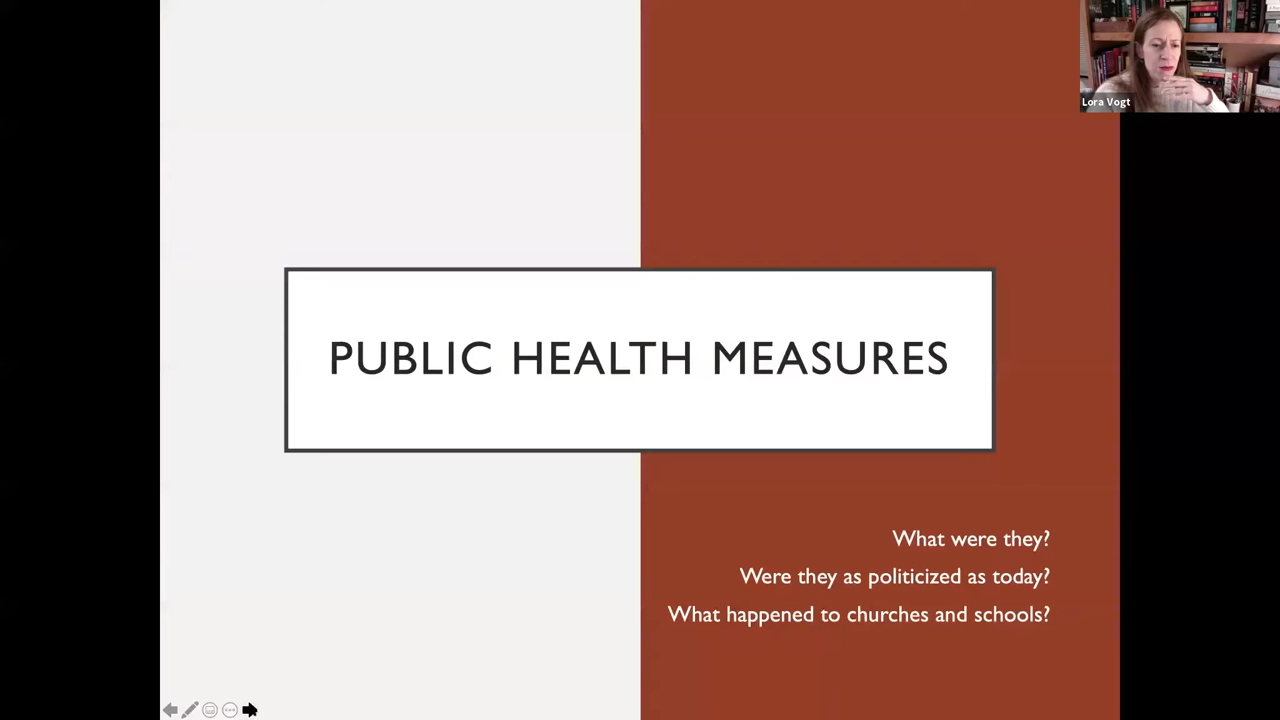 Lora Vogt
PUBLIC HEALTH MEASURES
What were they?
Were they as politicized as today?
What happened to churches and schools?